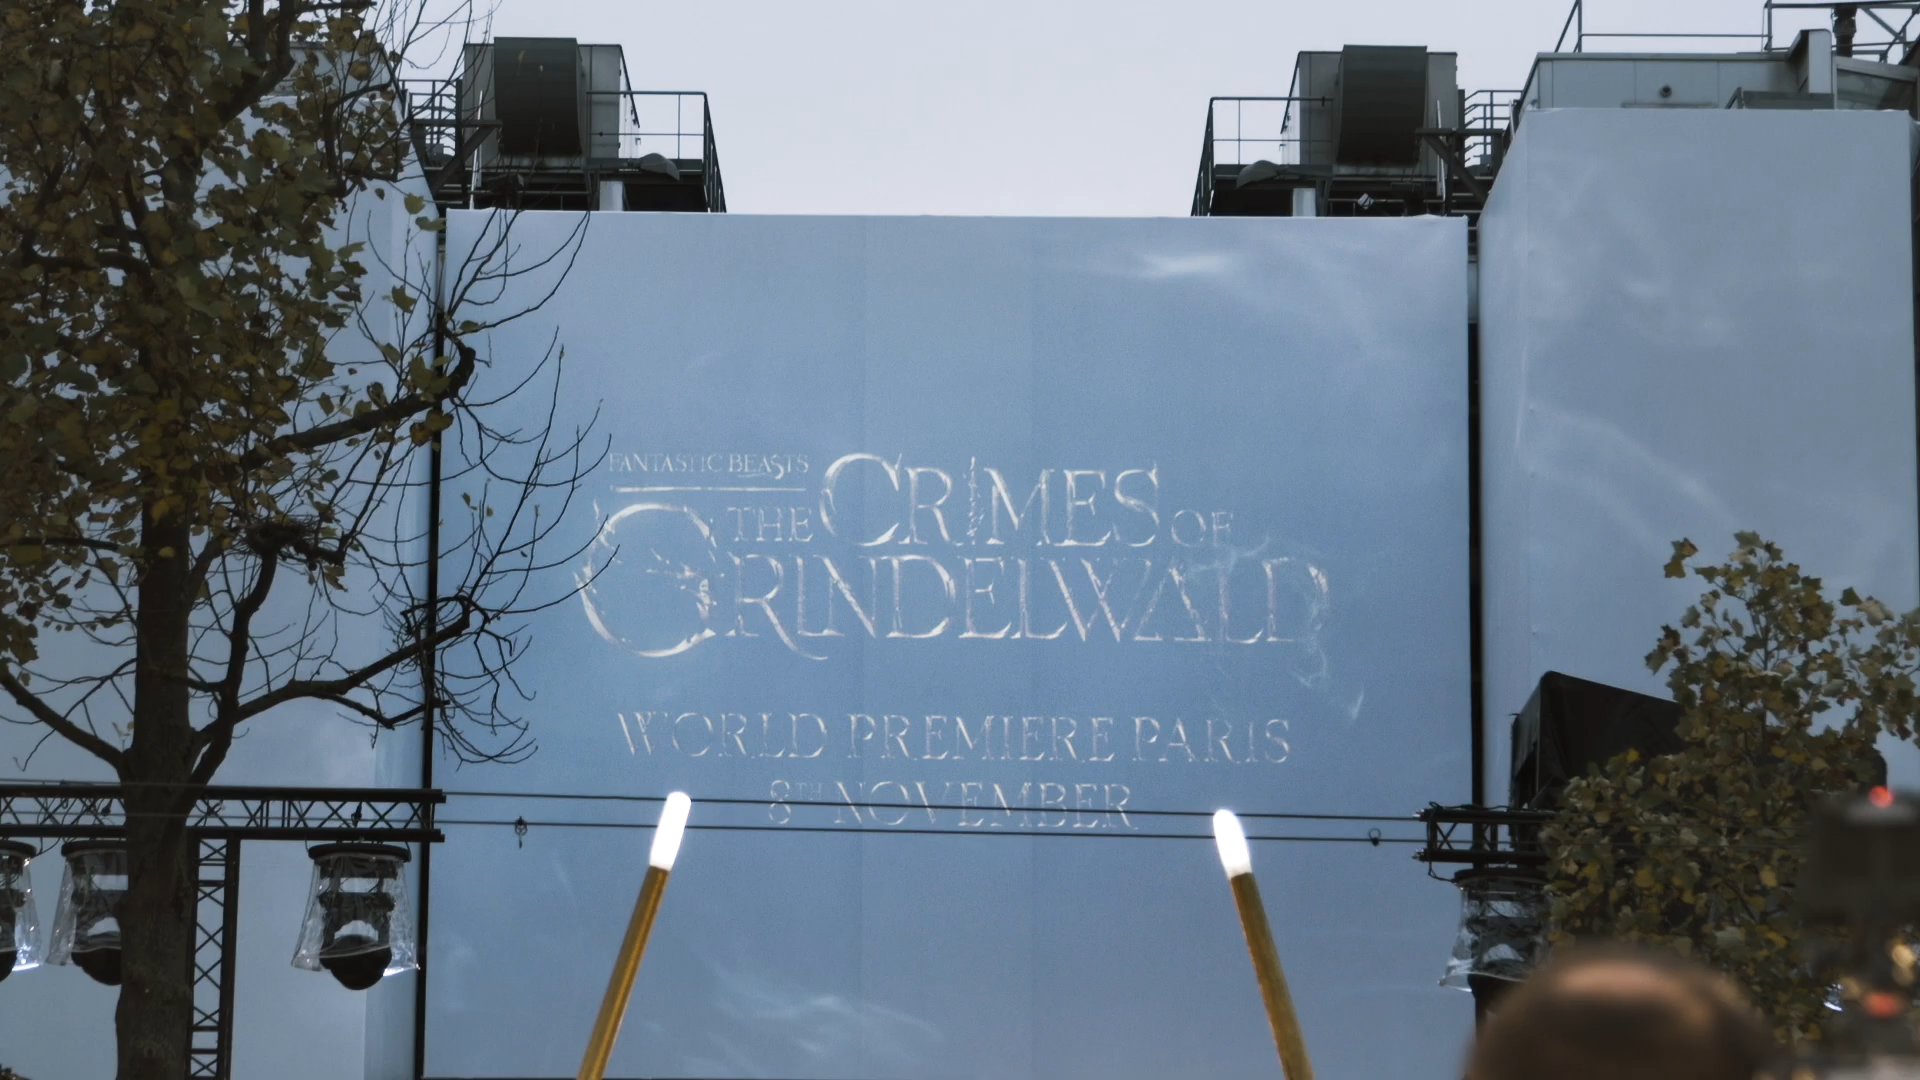 FANTASTIC BEASTS
THE CRIMES OF
GRINDELWALD
WORLD PREMIERE PARIS
8TH NOVEMBER